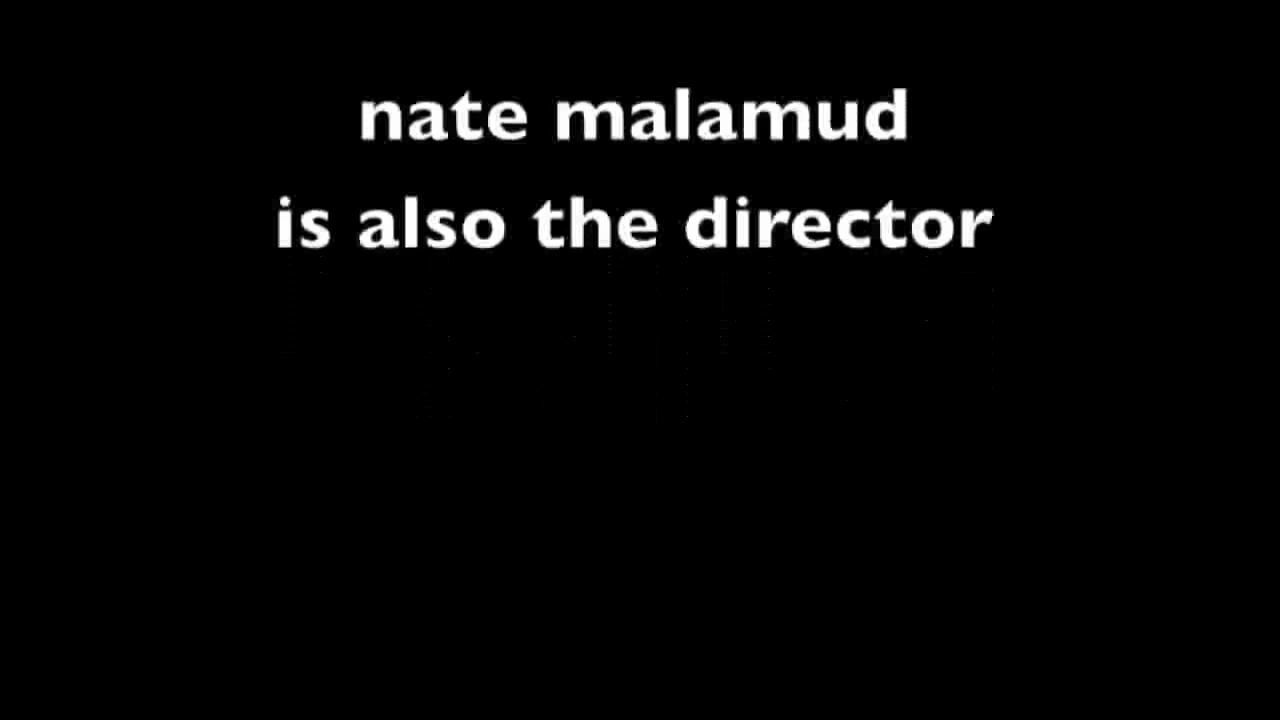 nate malamud
is also the director